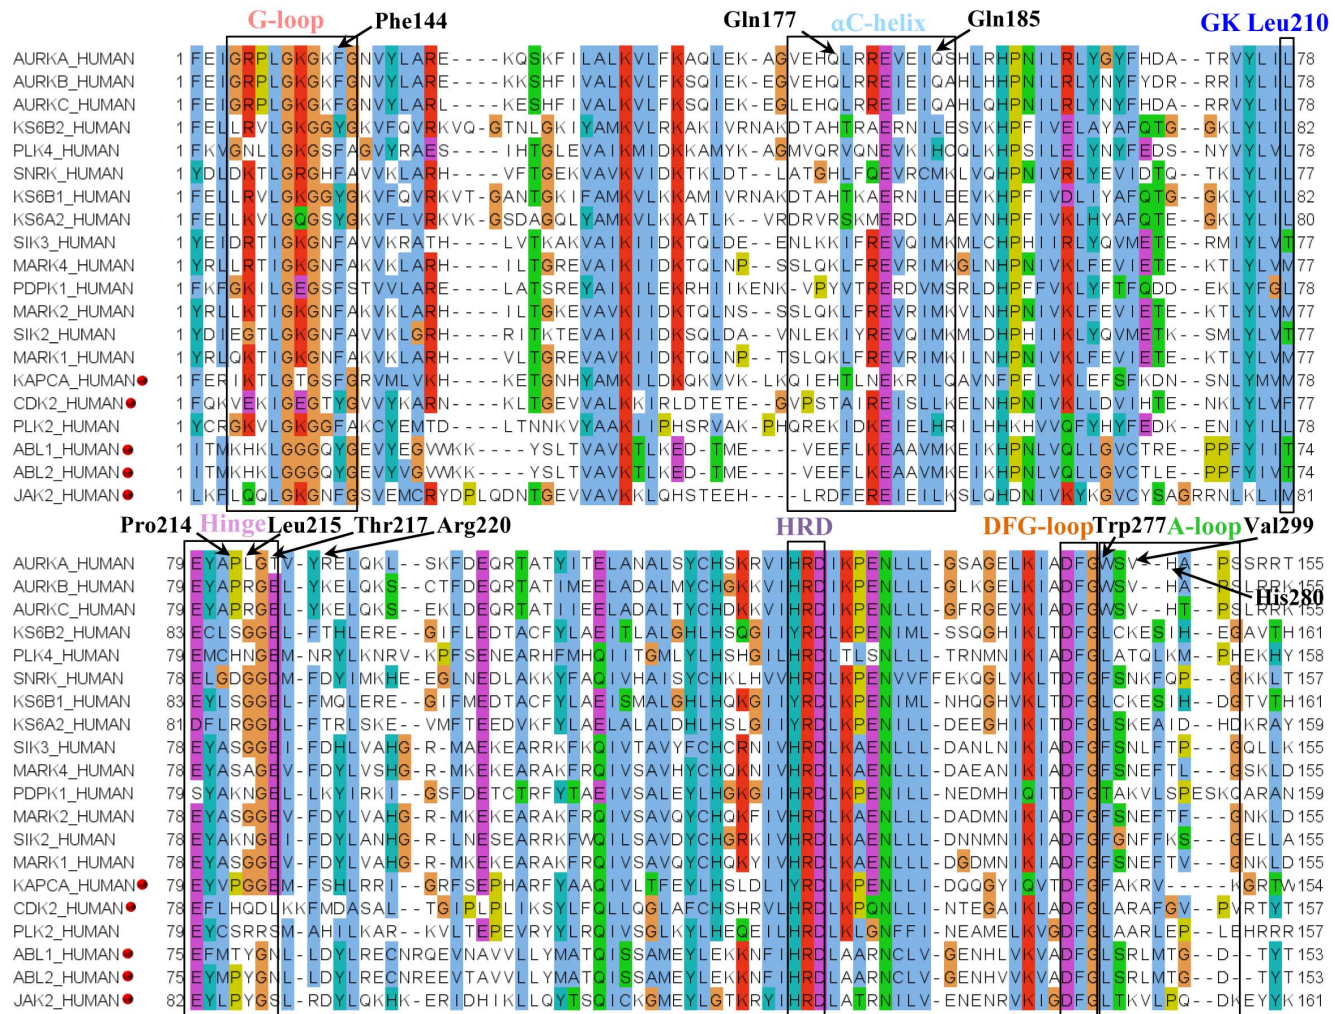 G-loop Phe144 Gln177 αC-helix Gln185 GK Leu210
AURKA_HUMAN 1 FEIGRPLGKGKFGNVYLARE----KQSKFILALKVLFKAQLEK-AGVEHQLRREVEIQSHLRHPNILRLYGYFHDA--TRVYLIL 78
AURKB_HUMAN 1 FEIGRPLGKGKFGNVYLARE----KKSHFIVALKVLFKSQIEK-EGVEHQLRREIEIQAHLHHPNILRLYNYFYDR--RRIYLIL 78
AURKC_HUMAN 1 FEIGRPLGKGKFGNVYLARL----KESHFIVALKVLFKSQIEK-EGLEHQLRREIEIQAHLQHPNILRLYNYFHDA--RRVYLIL 78
KS6B2_HUMAN 1 FELLRVLGKGGYGKVFQVRKVQ-GTNLGKIYAMKVLRKAKIVRNAKDTAHTRAERNILESVKHPFIVELAYAFQTG--GKLYLIL 82
PLK4_HUMAN 1 FKVGNLLGKGSFAGVYRAES----IHTGLEVAIKMIDKKAMYK-AGMVQRVQNEVKIHCQLKHPSILELYNYFEDS--NYVYLVL 78
SNRK_HUMAN 1 YDLDKTLGRGHFAVVKLARH----VFTGEKVAVKVIDKTKLDT--LATGHLFQEVRCMKLVQHPNIVRLYEVIDTQ--TKLYLIL 77
KS6B1_HUMAN 1 FELLRVLGKGGYGKVFQVRKVT-GANTGKIFAMKVLKKAMIVRNAKDTAHTKAERNILEEVKHPFIVDLIYAFQTG--GKLYLIL 82
KS6A2_HUMAN 1 FELLKVLGQGSYGKVFLVRKVK-GSDAGQLYAMKVLKKATLK--VRDRVRSKMERDILAEVNHPFIVKLHYAFQTE--GKLYLIL 80
SIK3_HUMAN 1 YEIDRTIGKGNFAVVKRATH----LVTKAKVAIKIIDKTQLDE--ENLKKIFREVQIMKMLCHPHIIRLYQVMETE--RMIYLVT 77
MARK4_HUMAN 1 YRLLRTIGKGNFAKVKLARH----ILTGREVAIKIIDKTQLNP--SSLQKLFREVRIMKGLNHPNIVKLFEVIETE--KTLYLVM 77
PDPK1_HUMAN 1 FKFGKILGEGSFSTVVLARE----LATSREYAIKILEKRHIIKENK-VPYVTRERDVMSRLDHPFFVKLYFTFQDD--EKLYFGL 78
MARK2_HUMAN 1 YRLLKTIGKGNFAKVKLARH----ILTGKEVAVKIIDKTQLNS--SSLQKLFREVRIMKVLNHPNIVKLFEVIETE--KTLYLVM 77
SIK2_HUMAN 1 YDIEGTLGKGNFAVVKLGRH----RITKTEVAIKIIDKSQLDA--VNLEKIYREVQIMKMLDHPHIIKLYQVMETK--SMLYLVT 77
MARK1_HUMAN 1 YRLQKTIGKGNFAKVKLARH----VLTGREVAVKIIDKTQLNP--TSLQKLFREVRIMKILNHPNIVKLFEVIETE--KTLYLVM 77
KAPCA_HUMAN 1 FERIKTLGTGSFGRVMLVKH----KETGNHYAMKILDKQKVVK-LKQIEHTLNEKRILQAVNFPFLVKLEFSFKDN--SNLYMVM 78
CDK2_HUMAN 1 FQKVEKIGEGTYGVVYKARN----KLTGEVVALKKIRLDTETE--GVPSTAIREISLLKELNHPNIVKLLDVIHTE--NKLYLVF 77
PLK2_HUMAN 1 YCRGKVLGKGGFAKCYEMTD----LTNNKVYAAKIIPHSRVAK-PHQREKIDKEIELHRILHHKHVVQFYHYFEDK--ENIYILL 78
ABL1_HUMAN 1 ITMKHKLGGGQYGEVYEGVWKK----YSLTVAVKTLKED-TME----VEEFLKEAAVMKEIKHPNLVQLLGVCTRE--PPFYIIT 74
ABL2_HUMAN 1 ITMKHKLGGGQYGEVYVGVWKK----YSLTVAVKTLKED-TME----VEEFLKEAAVMKEIKHPNLVQLLGVCTLE--PPFYIVT 74
JAK2_HUMAN 1 LKFLQQLGKGNFGSVEMCRYDPLQDNTGEVVAVKKLQHSTEEH----LRDFEREIEILKSLQHDNIVKYKGVCYSAGRRNLKLIM 81
Pro214 Hinge Leu215 Thr217 Arg220 HRD DFG-loop Trp277 A-loop Val299
AURKA_HUMAN 79 EYAPLGTV-YRELQKL--SKFDEQRTATYITELANALSYCHSKRVIHRDIKPENLLL-GSAGELKIADFGWSV---HA--PSSRRT 155
AURKB_HUMAN 79 EYAPRGEL-YKELQKS--CTFDEQRTATIMEELADALMYCHGKKVIHRDIKPENLLL-GLKGELKIADFGWSV---HA--PSLRRK 155
AURKC_HUMAN 79 EYAPRGEL-YKELQKS--EKLDEQRTATIIEELADALTYCHDKKVIHRDIKPENLLL-GFRGEVKIADFGWSV---HT--PSLRRK 155
His280
KS6B2_HUMAN 83 ECLSGGEL-FTHLERE--GIFLEDTACFYLAEITLALGHLHSQGIIYRDLKPENIML-SSQGHIKLTDFGLCKESIH--EGAVTH 161
PLK4_HUMAN 79 EMCHNGEM-NRYLKNRV-KPFSENEARHFMHQIITGMLYLHSHGILHRDLTLSNLLL-TRNMNIKIADFGLATQLKM--PHEKHY 158
SNRK_HUMAN 78 ELGDGGDM-FDYIMKHE-EGLNEDLAKKYFAQIVHAISYCHKLHVVHRDLKPENVVFFEKQGLVKLTDFGFSNKFQP---GKKLT 157
KS6B1_HUMAN 83 EYLSGGEL-FMQLERE--GIFMEDTACFYLAEISMALGHLHQKGIIYRDLKPENIML-NHQGHVKLTDFGLCKESIH--DGTVTH 161
KS6A2_HUMAN 81 DFLRGGDL-FTRLSKE--VMFTEEDVKFYLAELALALDHLHSLGIIYRDLKPENILL-DEEGHIKITDFGLSKEAID--HDKRAY 159
SIK3_HUMAN 78 EYASGGEI-FDHLVAHG-R-MAEKEARRKFKQIVTAVYFCHCRNIVHRDLKAENLLL-DANLNIKIADFGFSNLFTP---GQLLK 155
MARK4_HUMAN 78 EYASAGEV-FDYLVSHG-R-MKEKEARAKFRQIVSAVHYCHQKNIVHRDLKAENLLL-DAEANIKIADFGFSNEFTL---GSKLD 155
PDPK1_HUMAN 79 SYAKNGEL-LKYIRKI--GSFDETCTRFYTAEIVSALEYLHGKGIIHRDLKPENILL-NEDMHIQITDFGTAKVLSPESKQARAN 159
MARK2_HUMAN 78 EYASGGEV-FDYLVAHG-R-MKEKEARAKFRQIVSAVQYCHQKFIVHRDLKAENLLL-DADMNIKIADFGFSNEFTF---GNKLD 155
SIK2_HUMAN 78 EYAKNGEI-FDYLANHG-R-LNESEARRKFWQILSAVDYCHGRKIVHRDLKAENLLL-DNNMNIKIADFGFGNFFKS---GELLA 155
MARK1_HUMAN 78 EYASGGEV-FDYLVAHG-R-MKEKEARAKFRQIVSAVQYCHQKYIVHRDLKAENLLL-DGDMNIKIADFGFSNEFTV---GNKLD 155
KAPCA_HUMAN 79 EYVPGGEM-FSHLRRI--GRFSEPHARFYAAQIVLTFEYLHSLDLIYRDLKPENLLI-DQQGYIQVTDFGFAKRV-----KGRTW 154
CDK2_HUMAN 78 EFLHQDLKKFMDASAL--TGIPLPLIKSYLFQLLQGLAFCHSHRVLHRDLKPQNLLI-NTEGAIKLADFGLARAFGV--PVRTYT 157
PLK2_HUMAN 79 EYCSRRSM-AHILKAR--KVLTEPEVRYYLRQIVSGLKYLHEQEILHRDLKLGNFFI-NEAMELKVGDFGLAARLEP--LEHRRR 157
ABL1_HUMAN 75 EFMTYGNL-LDYLRECNRQEVNAVVLLYMATQISSAMEYLEKKNFIHRDLAARNCLV-GENHLVKVADFGLSRLMTG--D--TYT 153
ABL2_HUMAN 75 EYMPYGNL-LDYLRECNREEVTAVVLLYMATQISSAMEYLEKKNFIHRDLAARNCLV-GENHVVKVADFGLSRLMTG--D--TYT 153
JAK2_HUMAN 82 EYLPYGSL-RDYLQKHK-ERIDHIKLLQYTSQICKGMEYLGTKRYIHRDLATRNILV-ENENRVKIGDFGLTKVLPQ--DKEYYK 161